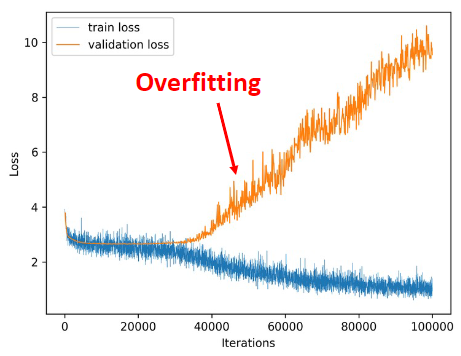 train loss
validation loss
Overfitting
Loss
10
8
6
4
2
0
20000
40000
60000
80000
100000
Iterations